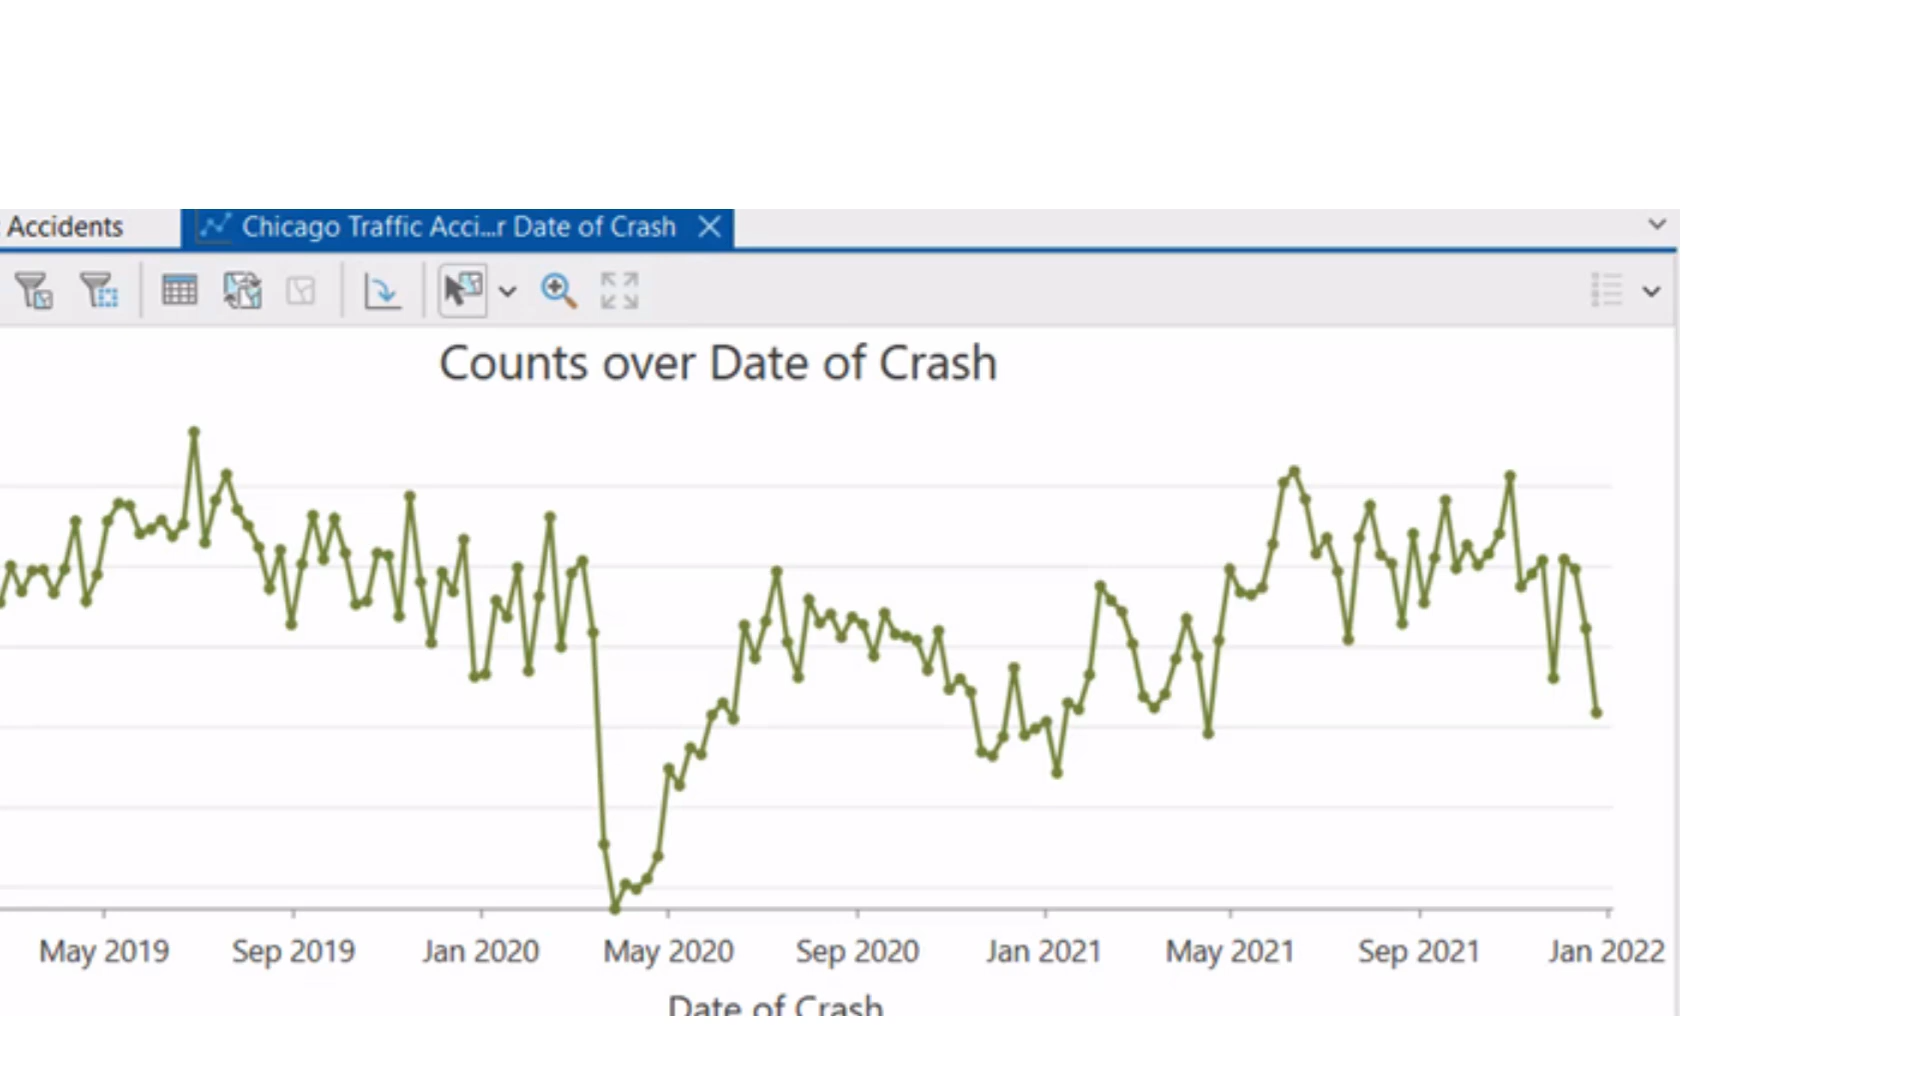 Accidents
Chicago Traffic Acci...r Date of Crash
Counts over Date of Crash
May 2019 Sep 2019 Jan 2020 May 2020 Sep 2020 Jan 2021 May 2021 Sep 2021 Jan 2022
Date of Crash